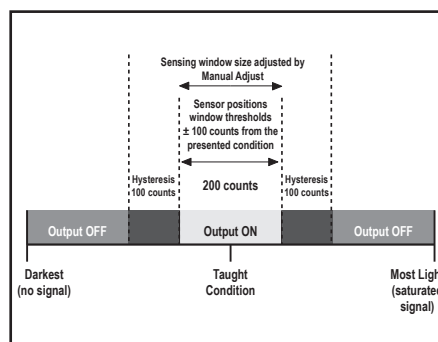 Sensing window size adjusted by
Manual Adjust
Sensor positions
window thresholds
± 100 counts from the
presented condition
Hysteresis
100 counts
200 counts
Hysteresis
100 counts
Output OFF
Output ON
Output OFF
Darkest
(no signal)
Taught
Condition
Most Ligh
(saturated
signal)